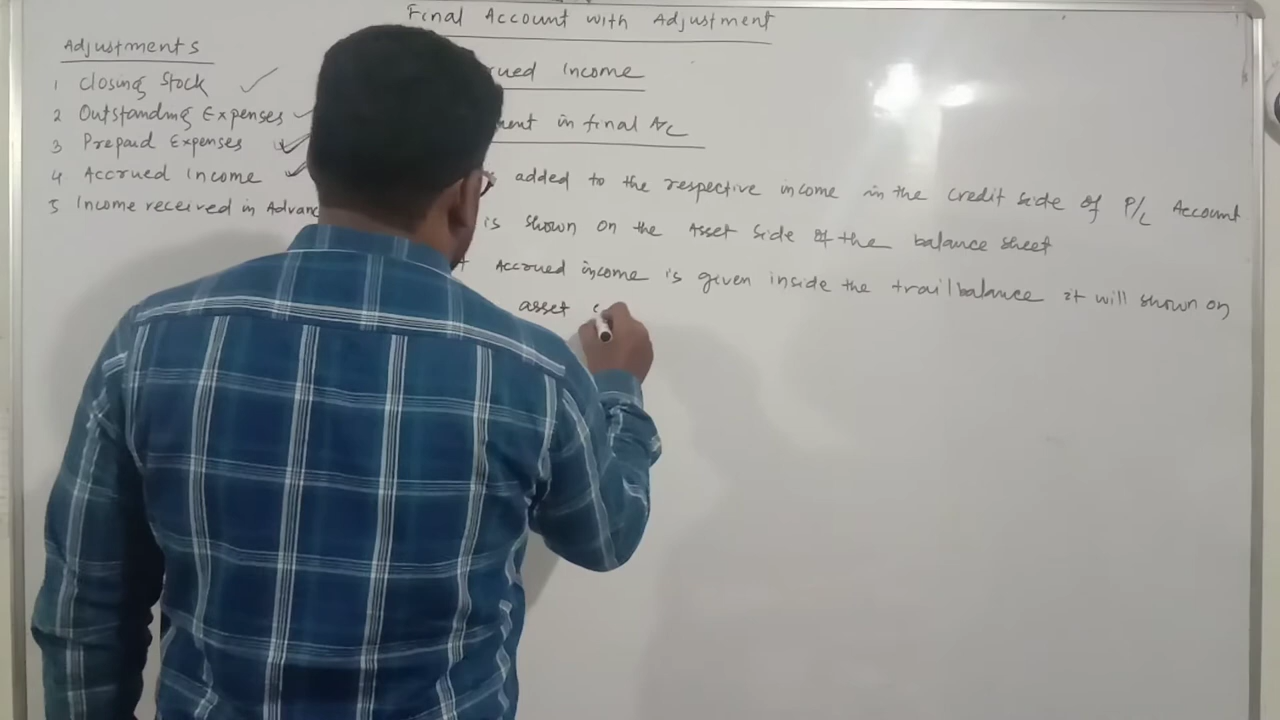 Final Account with Adjustment
Adjustments
1 Closing Stock
2 Outstanding Expenses
3 Prepaid Expenses
4 Accrued Income
5 Income received in Advanc
rued Income
ment in final A/C
added to the respective income in the Credit side of P/L Account
is shown on the Asset side of the balance sheet
Accrued income is given inside the trailbalance it will shown on
asset